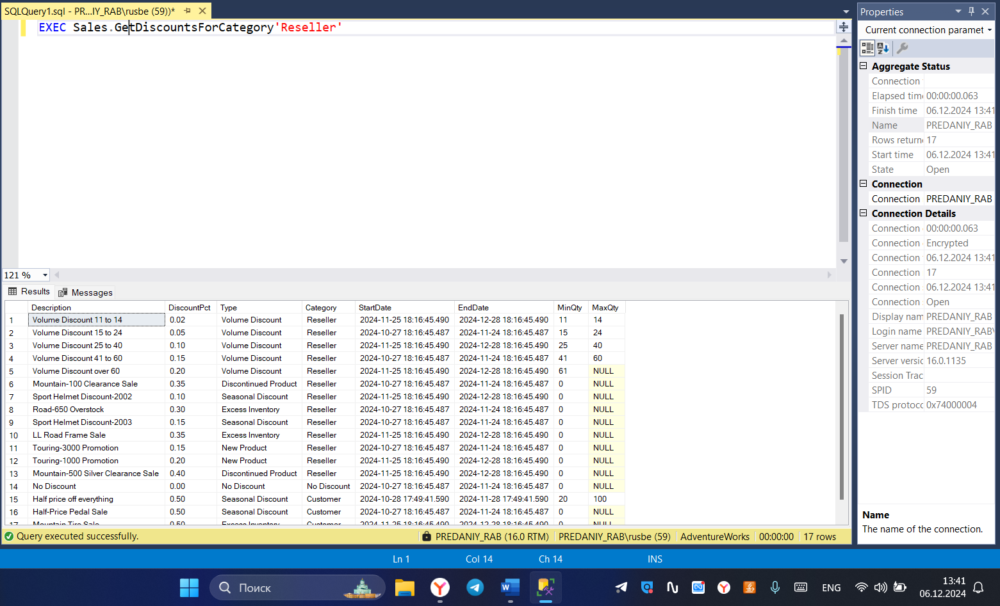 SQLQuery1.sql - PR...IY_RAB\rusbe (59))*
EXEC Sales.GetDiscountsForCategory'Reseller'
121 %
Results Messages
Description DiscountPct Type Category StartDate EndDate MinQty MaxQty
1 Volume Discount 11 to 14 0.02 Volume Discount Reseller 2024-11-25 18:16:45.490 2024-12-28 18:16:45.490 11 14
2 Volume Discount 15 to 24 0.05 Volume Discount Reseller 2024-10-27 18:16:45.487 2024-11-24 18:16:45.487 15 24
3 Volume Discount 25 to 40 0.10 Volume Discount Reseller 2024-11-25 18:16:45.490 2024-12-28 18:16:45.490 25 40
4 Volume Discount 41 to 60 0.15 Volume Discount Reseller 2024-10-27 18:16:45.487 2024-11-24 18:16:45.487 41 60
5 Volume Discount over 60 0.20 Volume Discount Reseller 2024-11-25 18:16:45.490 2024-12-28 18:16:45.490 61 NULL
6 Mountain-100 Clearance Sale 0.35 Discontinued Product Reseller 2024-10-27 18:16:45.487 2024-11-24 18:16:45.487 0 NULL
7 Sport Helmet Discount-2002 0.10 Seasonal Discount Reseller 2024-11-25 18:16:45.490 2024-12-28 18:16:45.490 0 NULL
8 Road-650 Overstock 0.30 Excess Inventory Reseller 2024-10-27 18:16:45.487 2024-11-24 18:16:45.487 0 NULL
9 Sport Helmet Discount-2003 0.15 Seasonal Discount Reseller 2024-10-27 18:16:45.487 2024-11-24 18:16:45.487 0 NULL
10 LL Road Frame Sale 0.35 Excess Inventory Reseller 2024-11-25 18:16:45.490 2024-12-28 18:16:45.490 0 NULL
11 Touring-3000 Promotion 0.15 New Product Reseller 2024-10-27 18:16:45.487 2024-11-24 18:16:45.487 0 NULL
12 Touring-1000 Promotion 0.20 New Product Reseller 2024-11-25 18:16:45.490 2024-12-28 18:16:45.490 0 NULL
13 Mountain-500 Silver Clearance Sale 0.40 Discontinued Product Reseller 2024-11-25 18:16:45.490 2024-12-28 18:16:45.490 0 NULL
14 No Discount 0.00 No Discount No Discount 2024-10-27 18:16:45.487 2024-11-24 18:16:45.487 0 NULL
15 Half price off everything 0.50 Seasonal Discount Customer 2024-10-28 17:49:41.590 2024-11-28 17:49:41.590 20 100
16 Half-Price Pedal Sale 0.50 Seasonal Discount Customer 2024-10-27 18:16:45.487 2024-11-24 18:16:45.487 0 NULL
17 Mountain Tire Sale 0.50 Excess Inventory Customer 2024-11-25 18:16:45.490 2024-12-28 18:16:45.490 0 NULL
Query executed successfully. PREDANIY_RAB (16.0 RTM) PREDANIY_RAB\rusbe (59) AdventureWorks 00:00:00 17 rows
Ln 1 Col 14 Ch 14 INS
Properties
Current connection paramet
Aggregate Status
Connection
Elapsed tim 00:00:00.063
Finish time 06.12.2024 13:41
Name PREDANIY_RAB
Rows return 17
Start time 06.12.2024 13:41
State Open
Connection
Connection PREDANIY_RAB
Connection Details
Connection 00:00:00.063
Connection Encrypted
Connection 06.12.2024 13:41
Connection 17
Connection 06.12.2024 13:41
Connection Open
Display nam PREDANIY_RAB
Login name PREDANIY_RAB\
Server name PREDANIY_RAB
Server versic 16.0.1135
Session Trac
SPID 59
TDS protocc 0x74000004
Name
The name of the connection.
Поиск
ENG
13:41
06.12.2024